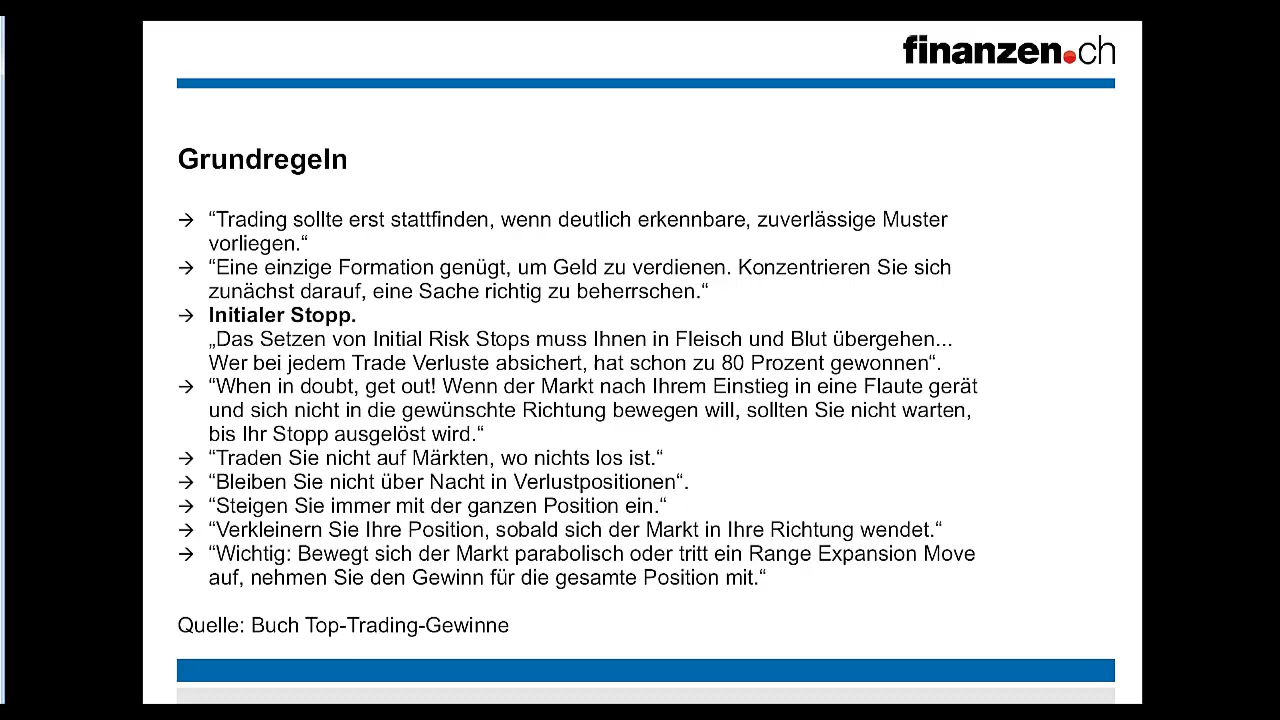 finanzen.ch
Grundregeln
→ “Trading sollte erst stattfinden, wenn deutlich erkennbare, zuverlässige Muster
vorliegen.“
→ “Eine einzige Formation genügt, um Geld zu verdienen. Konzentrieren Sie sich
zunächst darauf, eine Sache richtig zu beherrschen.“
→ Initialer Stopp.
„Das Setzen von Initial Risk Stops muss Ihnen in Fleisch und Blut übergehen...
Wer bei jedem Trade Verluste absichert, hat schon zu 80 Prozent gewonnen“.
→ “When in doubt, get out! Wenn der Markt nach Ihrem Einstieg in eine Flaute gerät
und sich nicht in die gewünschte Richtung bewegen will, sollten Sie nicht warten,
bis Ihr Stopp ausgelöst wird.“
→ “Traden Sie nicht auf Märkten, wo nichts los ist.“
→ “Bleiben Sie nicht über Nacht in Verlustpositionen“.
→ “Steigen Sie immer mit der ganzen Position ein.“
→ “Verkleinern Sie Ihre Position, sobald sich der Markt in Ihre Richtung wendet.“
→ “Wichtig: Bewegt sich der Markt parabolisch oder tritt ein Range Expansion Move
auf, nehmen Sie den Gewinn für die gesamte Position mit.“
Quelle: Buch Top-Trading-Gewinne